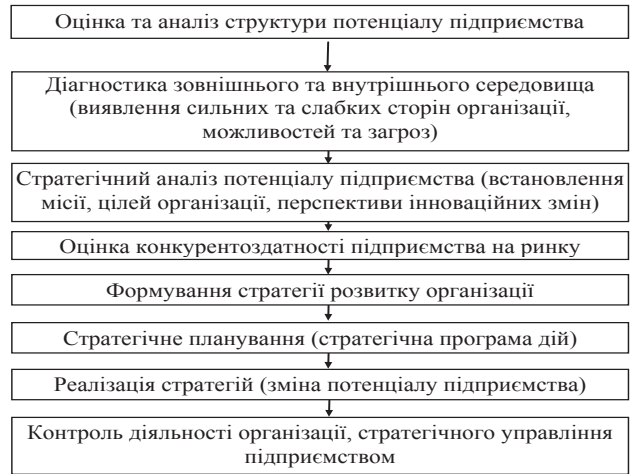 Оцінка та аналіз структури потенціалу підприємства
Діагностика зовнішнього та внутрішнього середовища
(виявлення сильних та слабких сторін організації,
можливостей та загроз)
Стратегічний аналіз потенціалу підприємства (встановлення
місії, цілей організації, перспективи інноваційних змін)
Оцінка конкурентоздатності підприємства на ринку
Формування стратегії розвитку організації
Стратегічне планування (стратегічна програма дій)
Реалізація стратегій (зміна потенціалу підприємства)
Контроль діяльності організації, стратегічного управління
підприємством